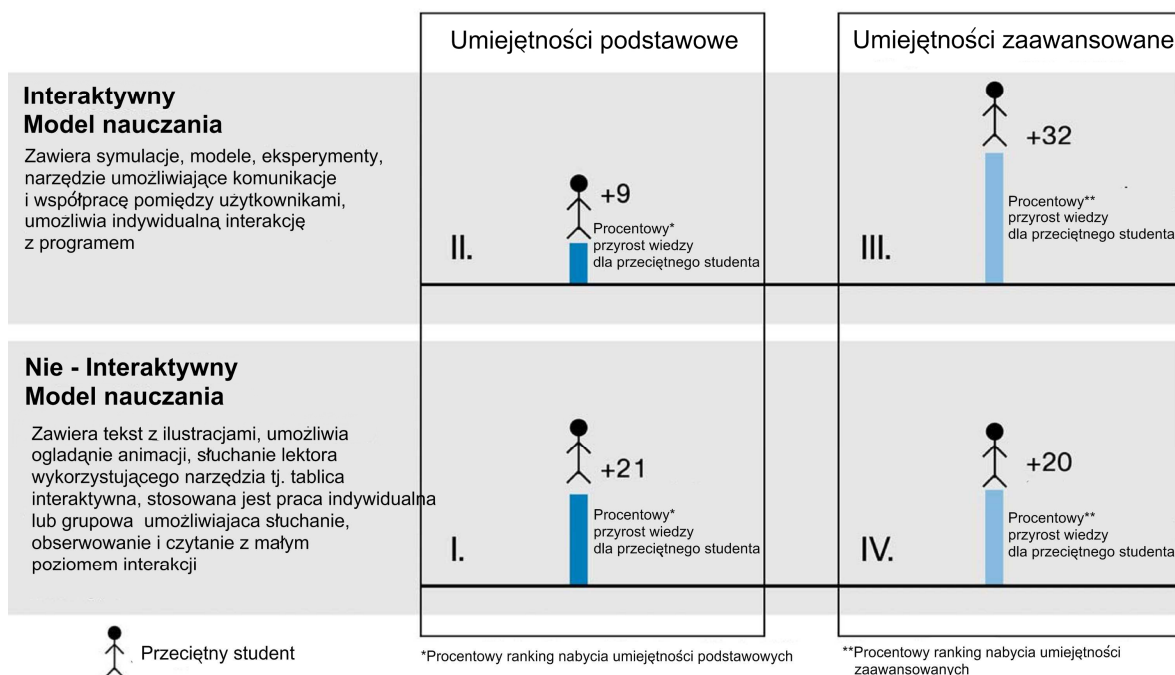 Umiejętności podstawowe
Umiejętności zaawansowane
Interaktywny
Model nauczania
Zawiera symulacje, modele, eksperymenty,
narzędzie umożliwiające komunikacje
i współpracę pomiędzy użytkownikami,
umożliwia indywidualną interakcję
z programem
II.
+9
Procentowy*
przyrost wiedzy
dla przeciętnego studenta
III.
+32
Procentowy**
przyrost wiedzy
dla przeciętnego studenta
Nie - Interaktywny
Model nauczania
Zawiera tekst z ilustracjami, umożliwia
oglądąnie animacji, słuchanie lektora
wykorzystującego narzędzia tj. tablica
interaktywna, stosowana jest praca indywidualna
lub grupowa umożliwiajaca słuchanie,
obserwowanie i czytanie z małym
poziomem interakcji
I.
+21
Procentowy*
przyrost wiedzy
dla przeciętnego studenta
IV.
+20
Procentowy**
przyrost wiedzy
dla przeciętnego studenta
Przeciętny student
*Procentowy ranking nabycia umiejętności podstawowych
**Procentowy ranking nabycia umiejętności
zaawansowanych